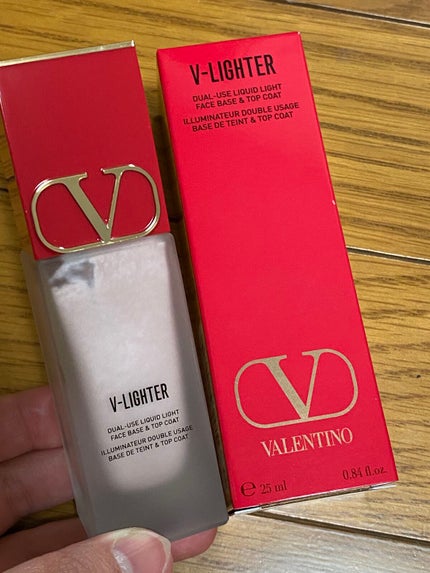 V
V-LIGHTER
DUAL-USE LIQUID LIGHT
FACE BASE & TOP COAT
ILLUMINATEUR DOUBLE USAGE
BASE DE TEINT & TOP COAT
V-LIGHTER
DUAL-USE LIQUID LIGHT
FACE BASE & TOP COAT
ILLUMINATEUR DOUBLE USAGE
BASE DE TEINT & TOP COAT
V
VALENTINO
e 25 ml 0.84 fl.oz.